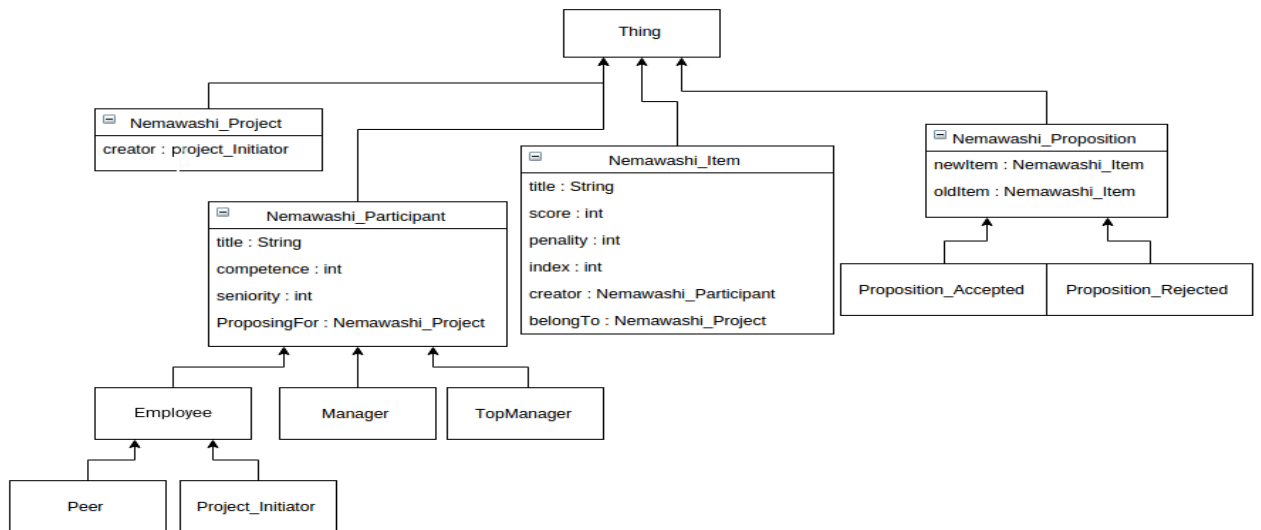 Thing
Nemawashi_Project
creator : project_Initiator
Nemawashi_Participant
title : String
competence : int
seniority : int
ProposingFor : Nemawashi_Project
Nemawashi_Item
title : String
score : int
penality : int
index : int
creator : Nemawashi_Participant
belongTo : Nemawashi_Project
Nemawashi_Proposition
newItem : Nemawashi_Item
oldItem : Nemawashi_Item
Proposition_Accepted
Proposition_Rejected
Employee
Manager
TopManager
Peer
Project_Initiator